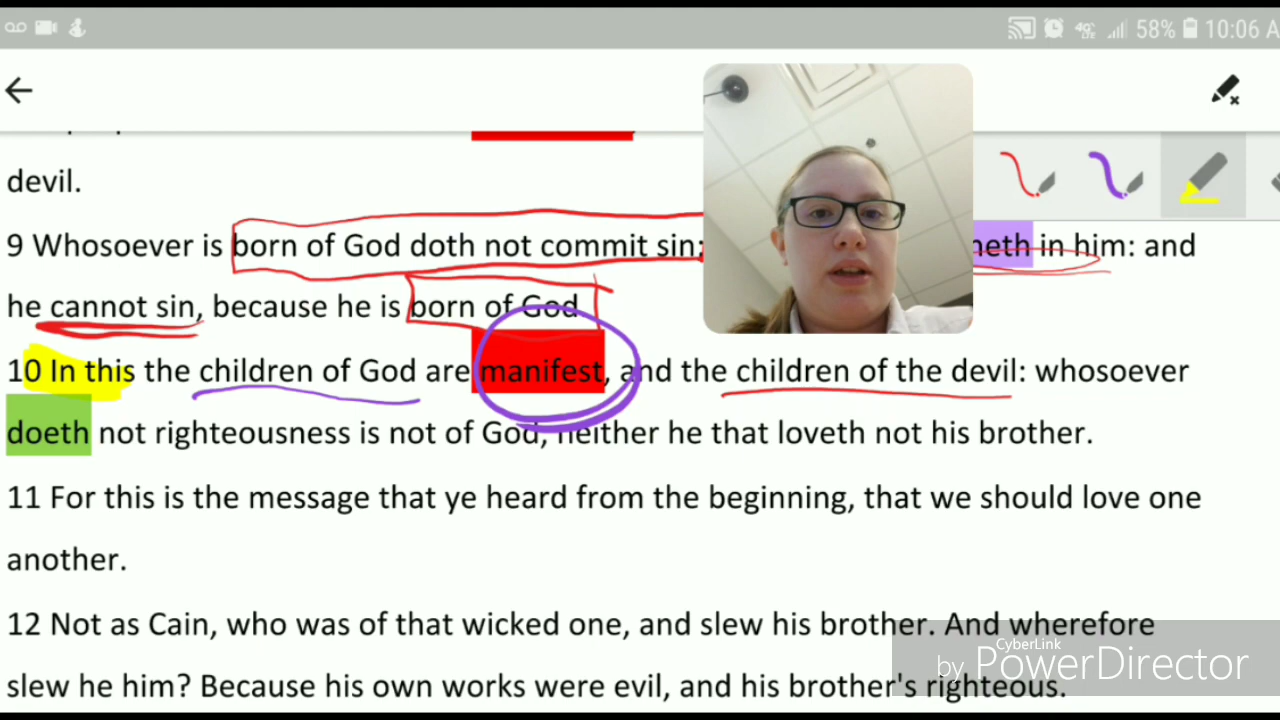 58% 10:06 A
devil.
9 Whosoever is born of God doth not commit sin; neth in him: and
he cannot sin, because he is born of God.
10 In this the children of God are manifest, and the children of the devil: whosoever
doeth not righteousness is not of God, neither he that loveth not his brother.
11 For this is the message that ye heard from the beginning, that we should love one
another.
12 Not as Cain, who was of that wicked one, and slew his brother. And wherefore
slew he him? Because his own works were evil, and his brother's righteous.
CyberLink
by PowerDirector